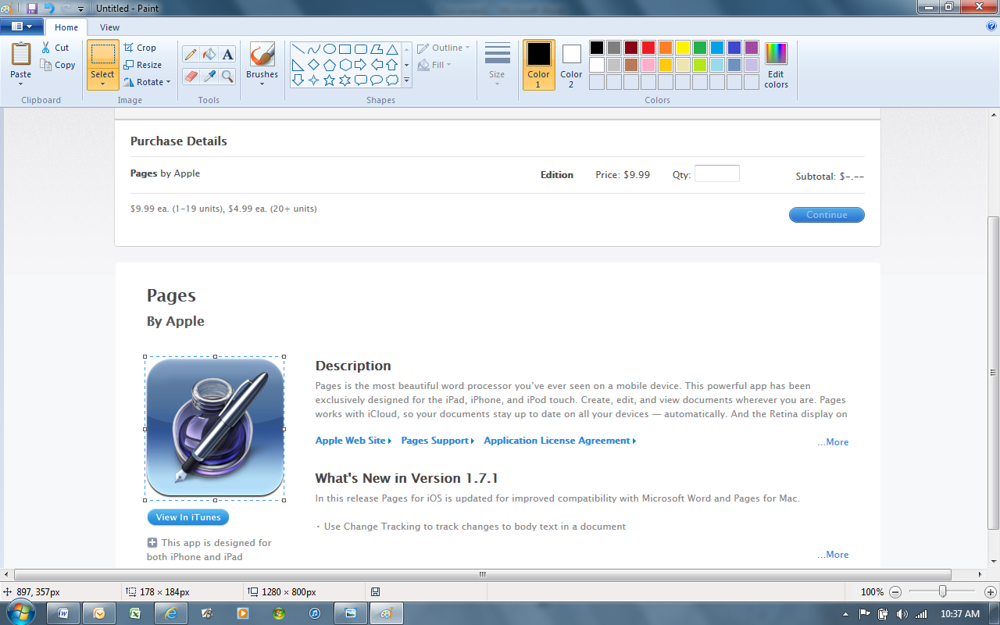 Untitled - Paint
Home View
Paste
Cut
Copy
Clipboard
Select
Crop
Resize
Rotate
Image
A
Tools
Brushes
Shapes
Outline
Fill
Size
Color 1
Color 2
Edit colors
Colors
Purchase Details
Pages by Apple Edition Price: $9.99 Qty: Subtotal: $-.--
$9.99 ea. (1-19 units), $4.99 ea. (20+ units)
Continue
Pages
By Apple
Description
Pages is the most beautiful word processor you've ever seen on a mobile device. This powerful app has been
exclusively designed for the iPad, iPhone, and iPod touch. Create, edit, and view documents wherever you are. Pages
works with iCloud, so your documents stay up to date on all your devices — automatically. And the Retina display on
Apple Web Site Pages Support Application License Agreement ...More
What's New in Version 1.7.1
In this release Pages for iOS is updated for improved compatibility with Microsoft Word and Pages for Mac.
• Use Change Tracking to track changes to body text in a document
...More
View In iTunes
This app is designed for
both iPhone and iPad
897, 357px 178 × 184px 1280 × 800px 100%
10:37 AM